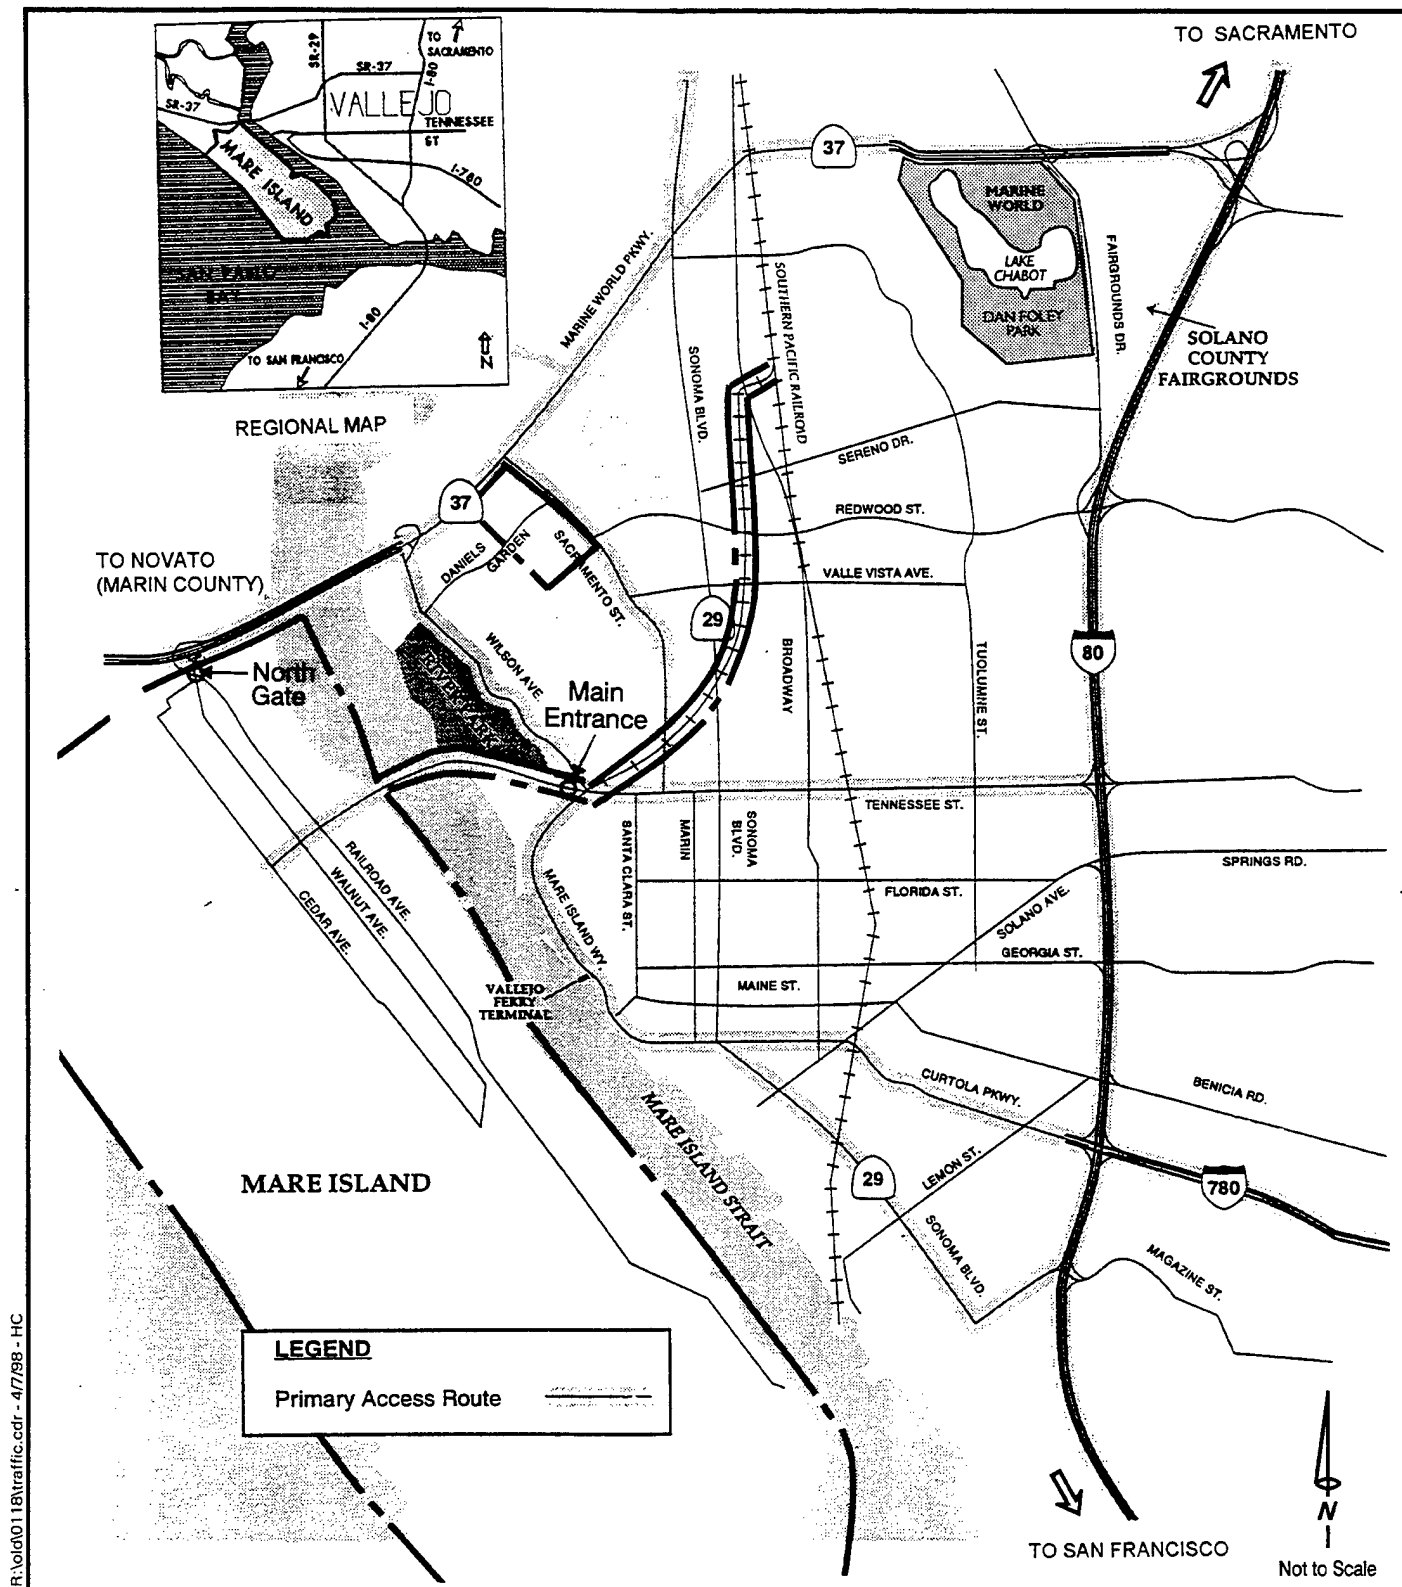 TO SACRAMENTO
TO
SACRAMENTO
SR-29
I-80
SR-37
SR-37
VALLEJO
TENNESSEE
ST
MARE ISLAND
I-780
SAN PABLO
BAY
I-80
TO SAN FRANCISCO
N
REGIONAL MAP
37
MARINE
WORLD
LAKE
CHABOT
DAN FOLEY
PARK
FAIRGROUNDS DR.
SOLANO
COUNTY
FAIRGROUNDS
MARINE WORLD PKWY.
SOUTHERN PACIFIC RAILROAD
SONOMA BLVD.
SERENO DR.
REDWOOD ST.
37
DANIELS
GARDEN
SACRAMENTO ST.
VALLE VISTA AVE.
TO NOVATO
(MARIN COUNTY)
29
BROADWAY
TUOLUMINE ST.
80
North
Gate
WILSON AVE.
RIVER PARK
Main
Entrance
TENNESSEE ST.
SANTA CLARA ST.
MARIN
SONOMA
BLVD.
RAILROAD AVE.
WALNUT AVE.
CEDAR AVE.
MARE ISLAND WY.
FLORIDA ST.
SOLANO AVE.
SPRINGS RD.
GEORGIA ST.
MAINE ST.
VALLEJO
FERRY
TERMINAL
CURTOLA PKWY.
BENICIA RD.
MARE ISLAND STRAIT
LEMON ST.
29
780
MARE ISLAND
SONOMA BLVD.
MAGAZINE ST.
LEGEND
Primary Access Route
TO SAN FRANCISCO
N
Not to Scale
R:\old\0118\traffic.cdr - 4/7/98 - HC